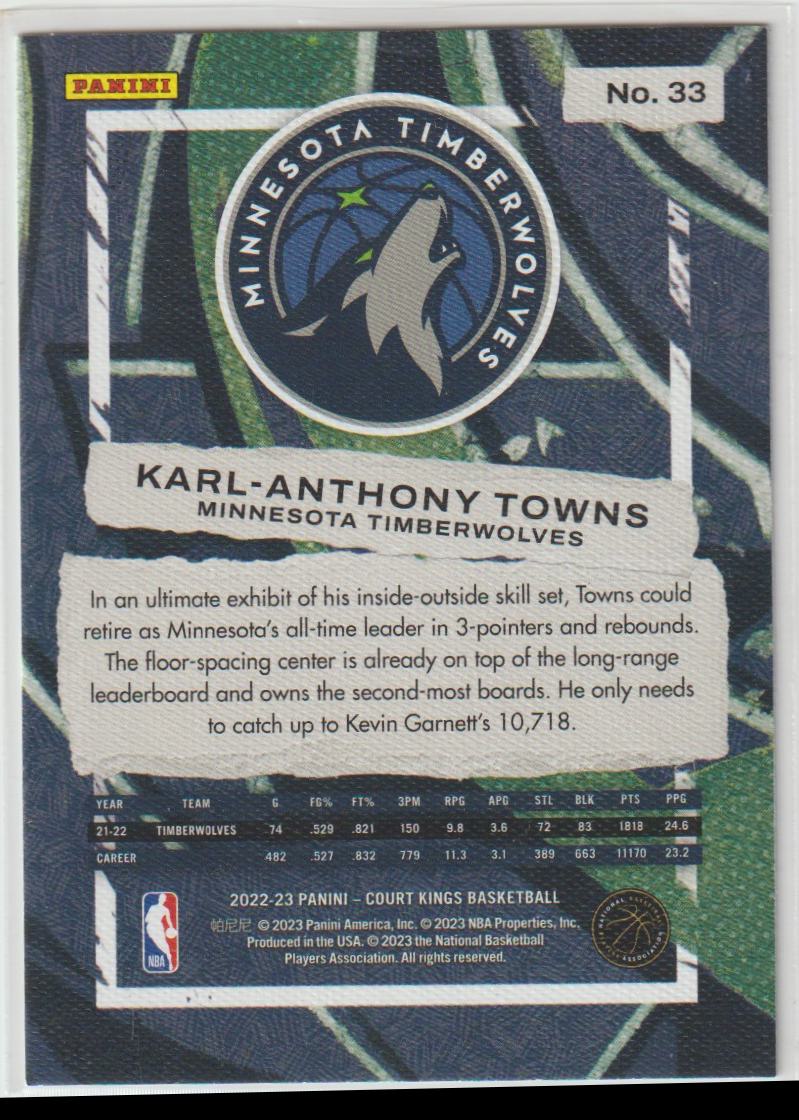 PANINI
No. 33
MINNESOTA TIMBERWOLVES
KARL-ANTHONY TOWNS
MINNESOTA TIMBERWOLVES
In an ultimate exhibit of his inside-outside skill set, Towns could
retire as Minnesota's all-time leader in 3-pointers and rebounds.
The floor-spacing center is already on top of the long-range
leaderboard and owns the second-most boards. He only needs
to catch up to Kevin Garnett's 10,718.
YEAR TEAM G FG% FT% 3PM RPG APG STL BLK PTS PPG
21-22 TIMBERWOLVES 74 .529 .821 150 9.8 3.6 72 83 1818 24.6
CAREER 482 .527 .832 779 11.3 3.1 389 663 11170 23.2
2022-23 PANINI – COURT KINGS BASKETBALL
帕尼尼 © 2023 Panini America, Inc. © 2023 NBA Properties, Inc.
Produced in the USA. © 2023 the National Basketball
Players Association. All rights reserved.
NBA
NATIONAL BASKETBALL PLAYERS ASSOCIATION